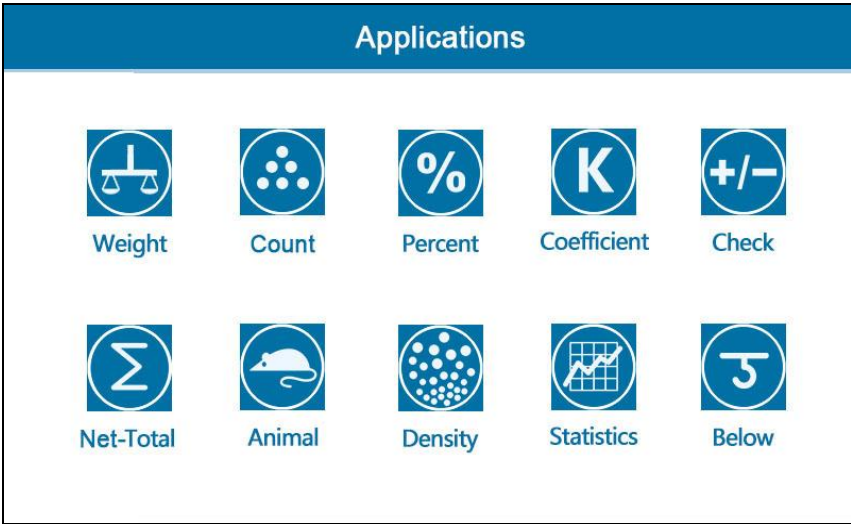 Applications
%
K
+/−
Weight
Count
Percent
Coefficient
Check
Σ
Net-Total
Animal
Density
Statistics
Below